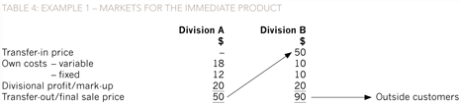 TABLE 4: EXAMPLE 1 – MARKETS FOR THE IMMEDIATE PRODUCT
Division A Division B
$ $
Transfer-in price – 50
Own costs – variable 18 10
– fixed 12 10
Divisional profit/mark-up 20 20
Transfer-out/final sale price 50 90 Outside customers